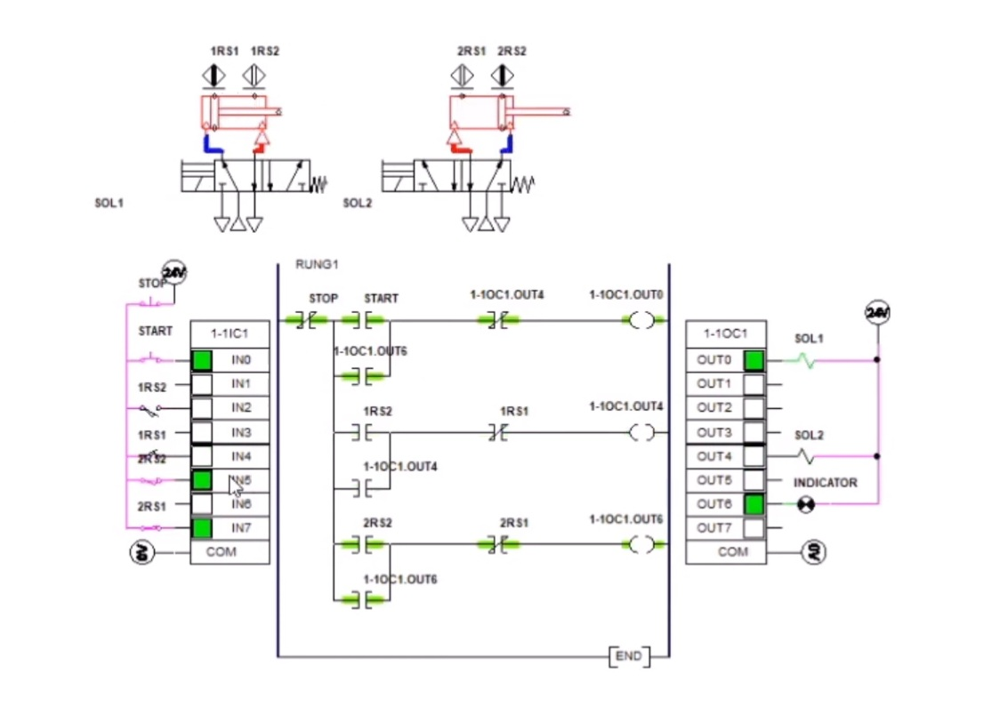 1RS1 1RS2 2RS1 2RS2
SOL1 SOL2
RUNG1
24V
STOP
STOP START 1-1OC1.OUT4 1-1OC1.OUT0
24V
START
1-1IC1
1-1OC1
SOL1
1-1OC1.OUT6
IN0
OUT0
1RS2
IN1
OUT1
IN2
OUT2
1RS2 1RS1 1-1OC1.OUT4
1RS1
IN3
OUT3
SOL2
2RS2
IN4
OUT4
1-1OC1.OUT4
IN5
OUT5
INDICATOR
2RS1
IN6
OUT6
2RS2 2RS1 1-1OC1.OUT6
IN7
OUT7
0V
COM
COM
0V
1-1OC1.OUT6
END